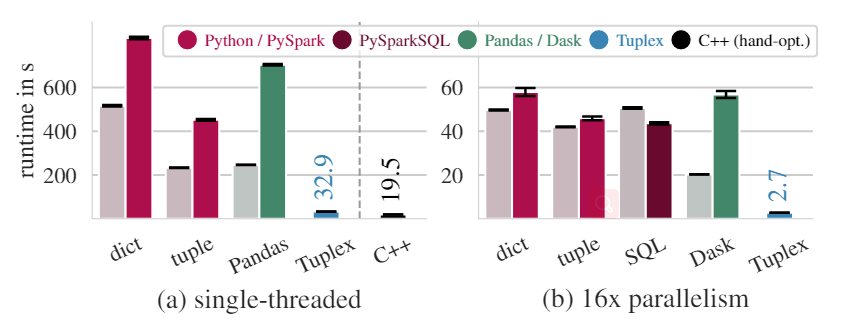 Python / PySpark PySparkSQL Pandas / Dask Tuplex C++ (hand-opt.)
runtime in s
600
400
200
32.9
19.5
dict tuple Pandas Tuplex C++
(a) single-threaded
60
40
20
2.7
dict tuple SQL Dask Tuplex
(b) 16x parallelism